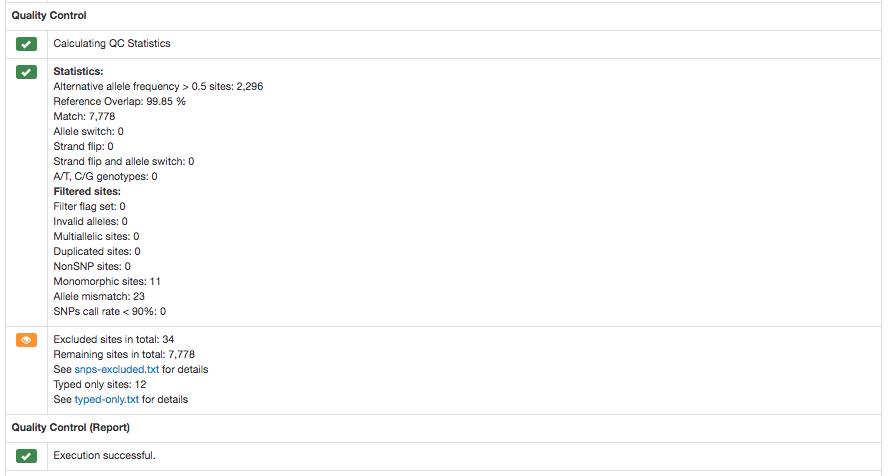 Quality Control
Calculating QC Statistics
Statistics:
Alternative allele frequency > 0.5 sites: 2,296
Reference Overlap: 99.85 %
Match: 7,778
Allele switch: 0
Strand flip: 0
Strand flip and allele switch: 0
A/T, C/G genotypes: 0
Filtered sites:
Filter flag set: 0
Invalid alleles: 0
Multiallelic sites: 0
Duplicated sites: 0
NonSNP sites: 0
Monomorphic sites: 11
Allele mismatch: 23
SNPs call rate < 90%: 0
Excluded sites in total: 34
Remaining sites in total: 7,778
See snps-excluded.txt for details
Typed only sites: 12
See typed-only.txt for details
Quality Control (Report)
Execution successful.